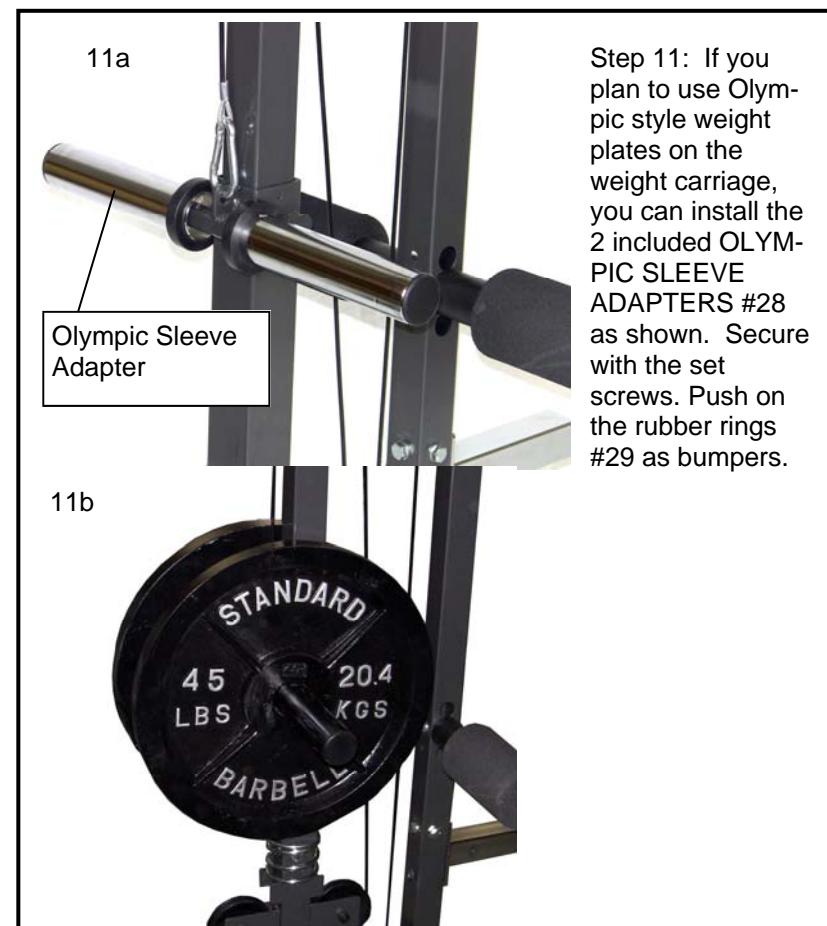 11a
Step 11:  If you
plan to use Olym-
pic style weight
plates on the
weight carriage,
you can install the
2 included OLYM-
PIC SLEEVE
ADAPTERS #28
as shown.  Secure
with the set
screws. Push on
the rubber rings
#29 as bumpers.
Olympic Sleeve
Adapter
11b
STANDARD
45
LBS
20.4
KGS
BARBELL